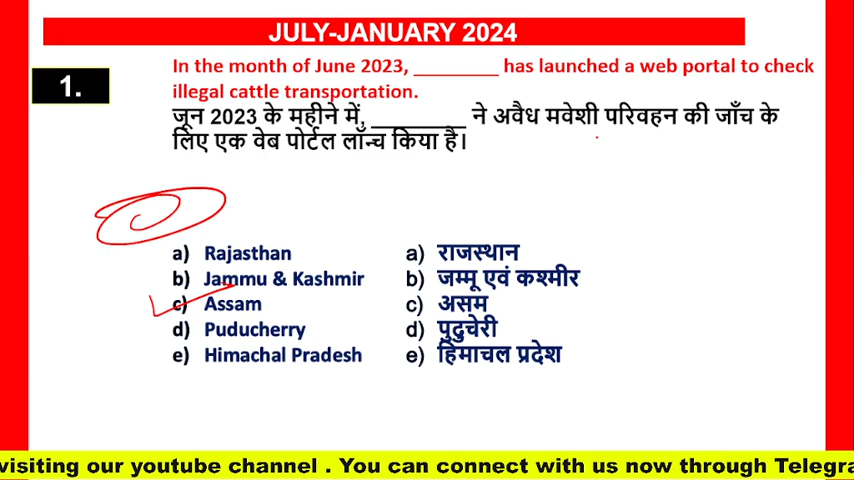 JULY-JANUARY 2024
1.
In the month of June 2023, ________ has launched a web portal to check
illegal cattle transportation.
जून 2023 के महीने में, ________ ने अवैध मवेशी परिवहन की जाँच के
लिए एक वेब पोर्टल लॉन्च किया है।
a) Rajasthan
b) Jammu & Kashmir
c) Assam
d) Puducherry
e) Himachal Pradesh
a) राजस्थान
b) जम्मू एवं कश्मीर
c) असम
d) पुदुचेरी
e) हिमाचल प्रदेश
visiting our youtube channel . You can connect with us now through Telegra